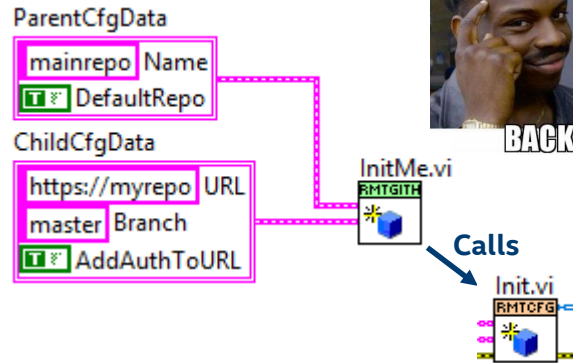 ParentCfgData
mainrepo Name
T F DefaultRepo
ChildCfgData
https://myrepo URL
master Branch
T F AddAuthToURL
BACK
InitMe.vi
RMTGITH
Calls
Init.vi
RMTCFG